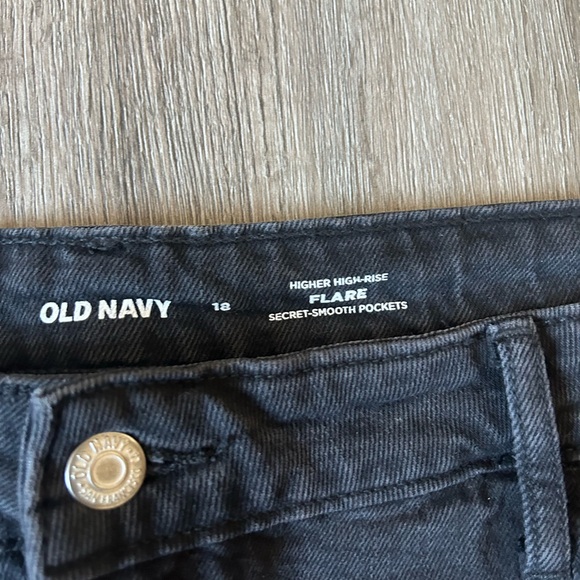 OLD NAVY
18
HIGHER HIGH-RISE
FLARE
SECRET-SMOOTH POCKETS
OLD NAVY